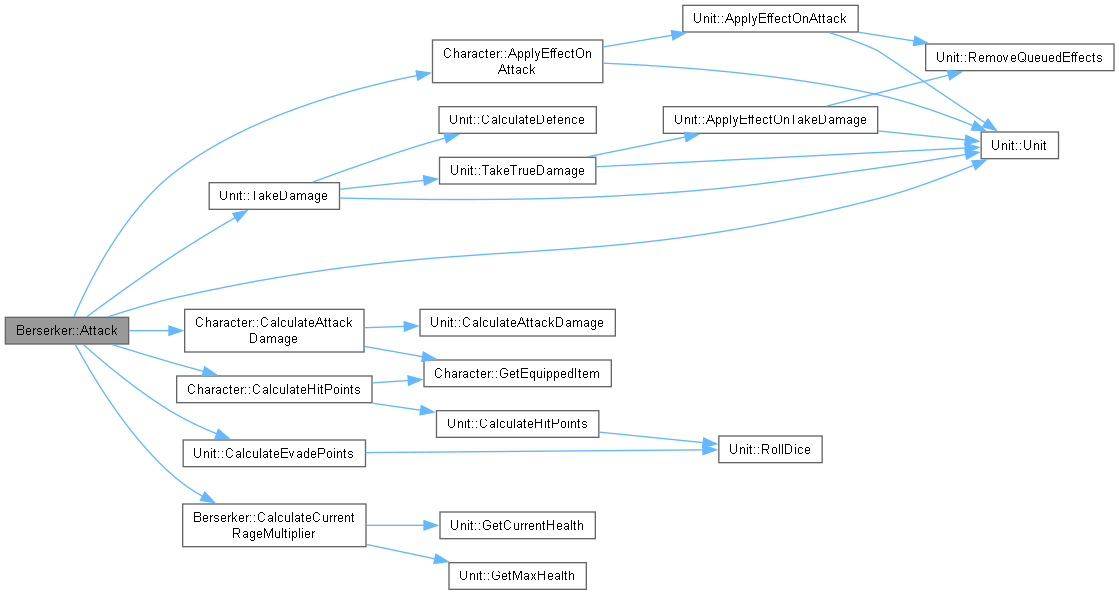 Unit::ApplyEffectOnAttack
Character::ApplyEffectOn
Attack
Unit::RemoveQueuedEffects
Unit::CalculateDefence
Unit::ApplyEffectOnTakeDamage
Unit::Unit
Unit::TakeTrueDamage
Unit::TakeDamage
Berserker::Attack
Character::CalculateAttack
Damage
Unit::CalculateAttackDamage
Character::GetEquippedItem
Character::CalculateHitPoints
Unit::CalculateHitPoints
Unit::CalculateEvadePoints
Unit::RollDice
Berserker::CalculateCurrent
RageMultiplier
Unit::GetCurrentHealth
Unit::GetMaxHealth